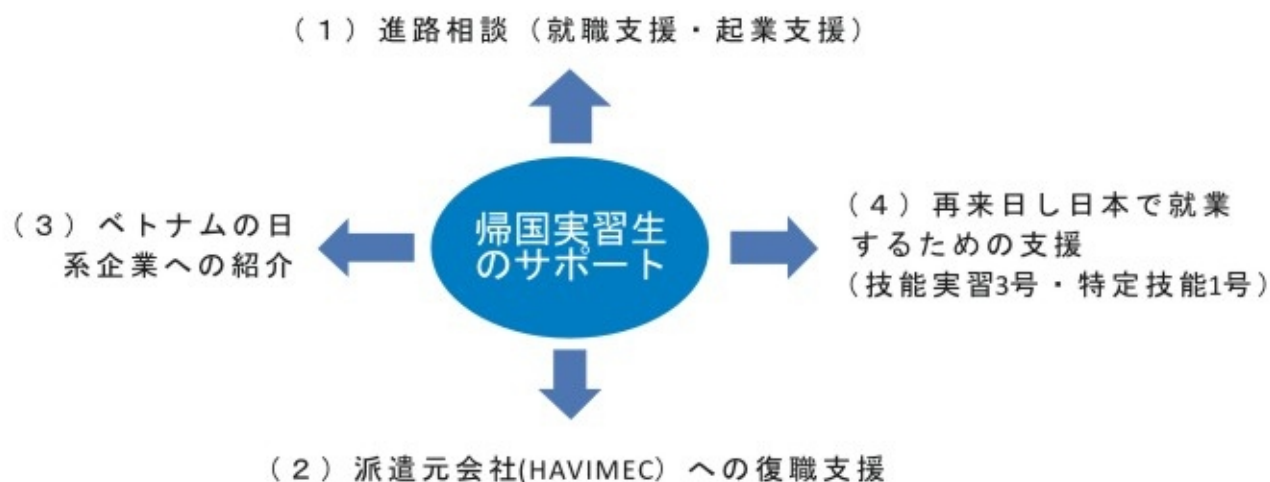 （１）進路相談（就職支援・起業支援）
帰国実習生
のサポート
（３）ベトナムの日
系企業への紹介
（４）再来日し日本で就業
するための支援
（技能実習3号・特定技能1号）
（２）派遣元会社(HAVIMEC）への復職支援